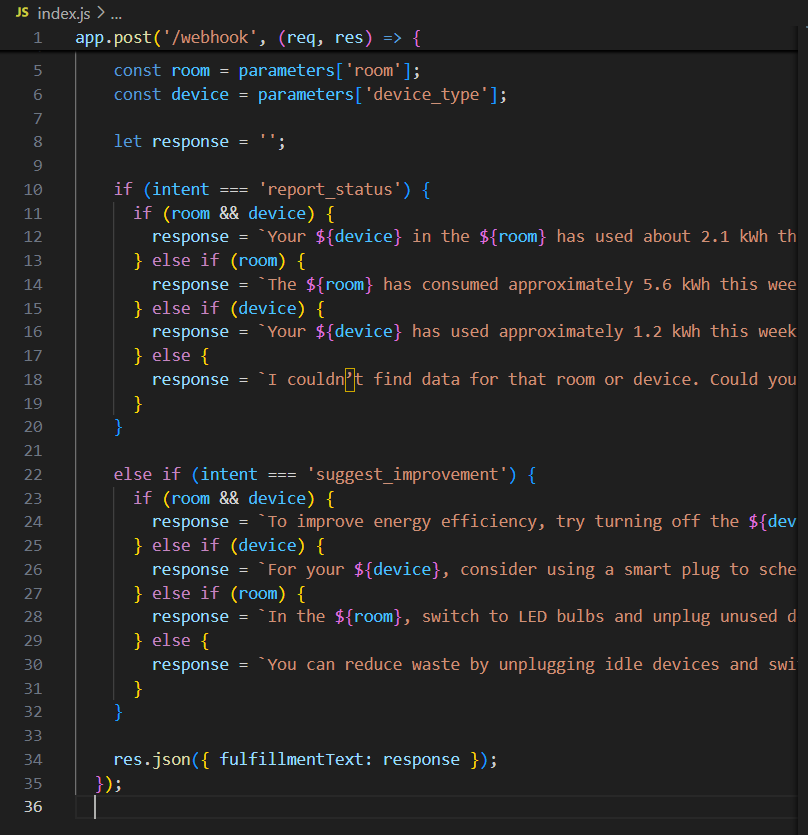 JS index.js > ...
1 app.post('/webhook', (req, res) => {
5 const room = parameters['room'];
6 const device = parameters['device_type'];
7
8 let response = '';
9
10 if (intent === 'report_status') {
11 if (room && device) {
12 response = `Your ${device} in the ${room} has used about 2.1 kWh th
13 } else if (room) {
14 response = `The ${room} has consumed approximately 5.6 kWh this wee
15 } else if (device) {
16 response = `Your ${device} has used approximately 1.2 kWh this week
17 } else {
18 response = `I couldn’t find data for that room or device. Could you
19 }
20 }
21
22 else if (intent === 'suggest_improvement') {
23 if (room && device) {
24 response = `To improve energy efficiency, try turning off the ${dev
25 } else if (device) {
26 response = `For your ${device}, consider using a smart plug to sche
27 } else if (room) {
28 response = `In the ${room}, switch to LED bulbs and unplug unused d
29 } else {
30 response = `You can reduce waste by unplugging idle devices and swi
31 }
32 }
33
34 res.json({ fulfillmentText: response });
35 });
36